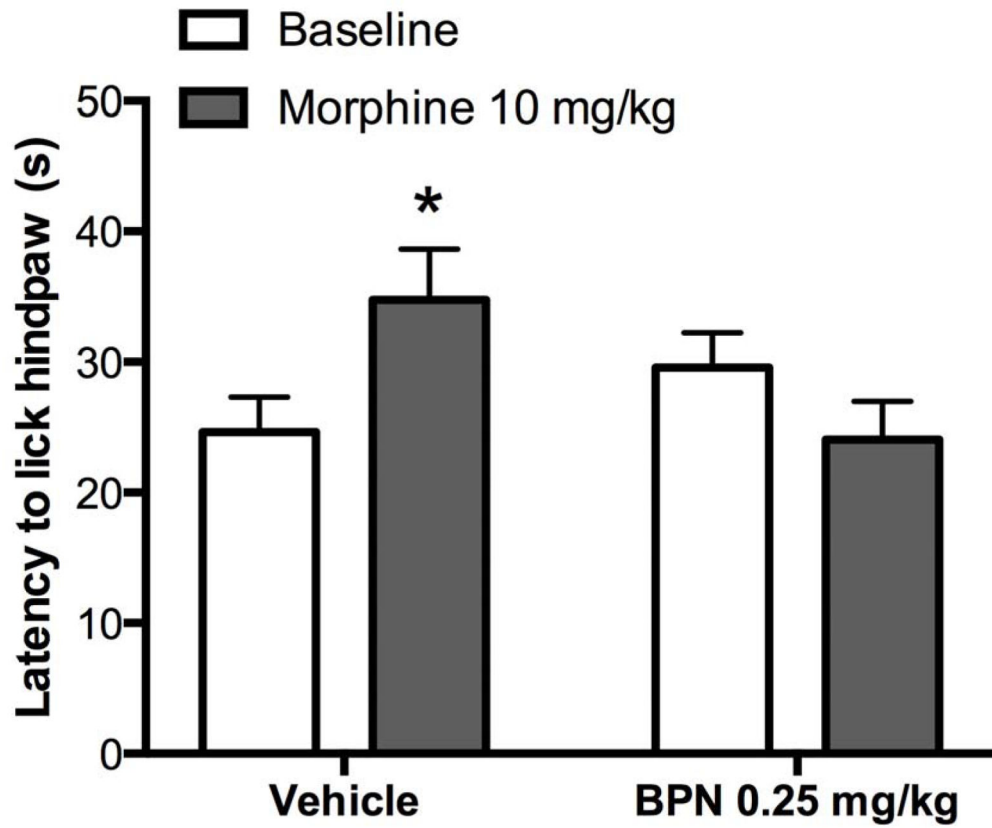 Baseline
Morphine 10 mg/kg
Latency to lick hindpaw (s)
50
40
30
20
10
0
*
Vehicle
BPN 0.25 mg/kg